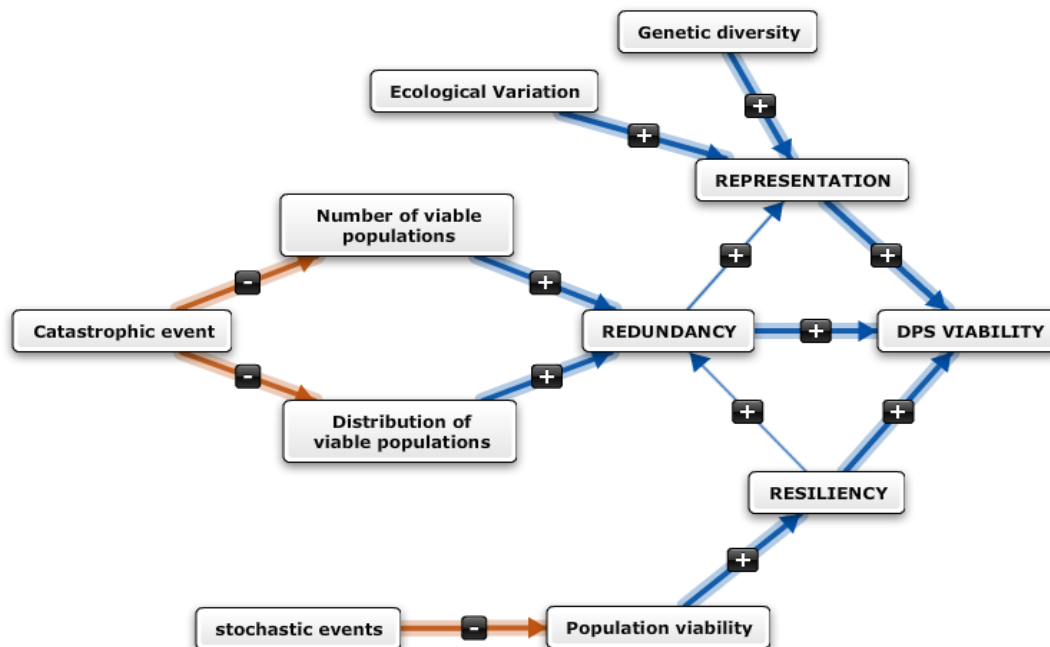 Genetic diversity
Ecological Variation
+
+
REPRESENTATION
Number of viable
populations
-
+
+
+
Catastrophic event
REDUNDANCY
+
DPS VIABILITY
-
+
Distribution of
viable populations
+
+
RESILIENCY
+
stochastic events
-
Population viability